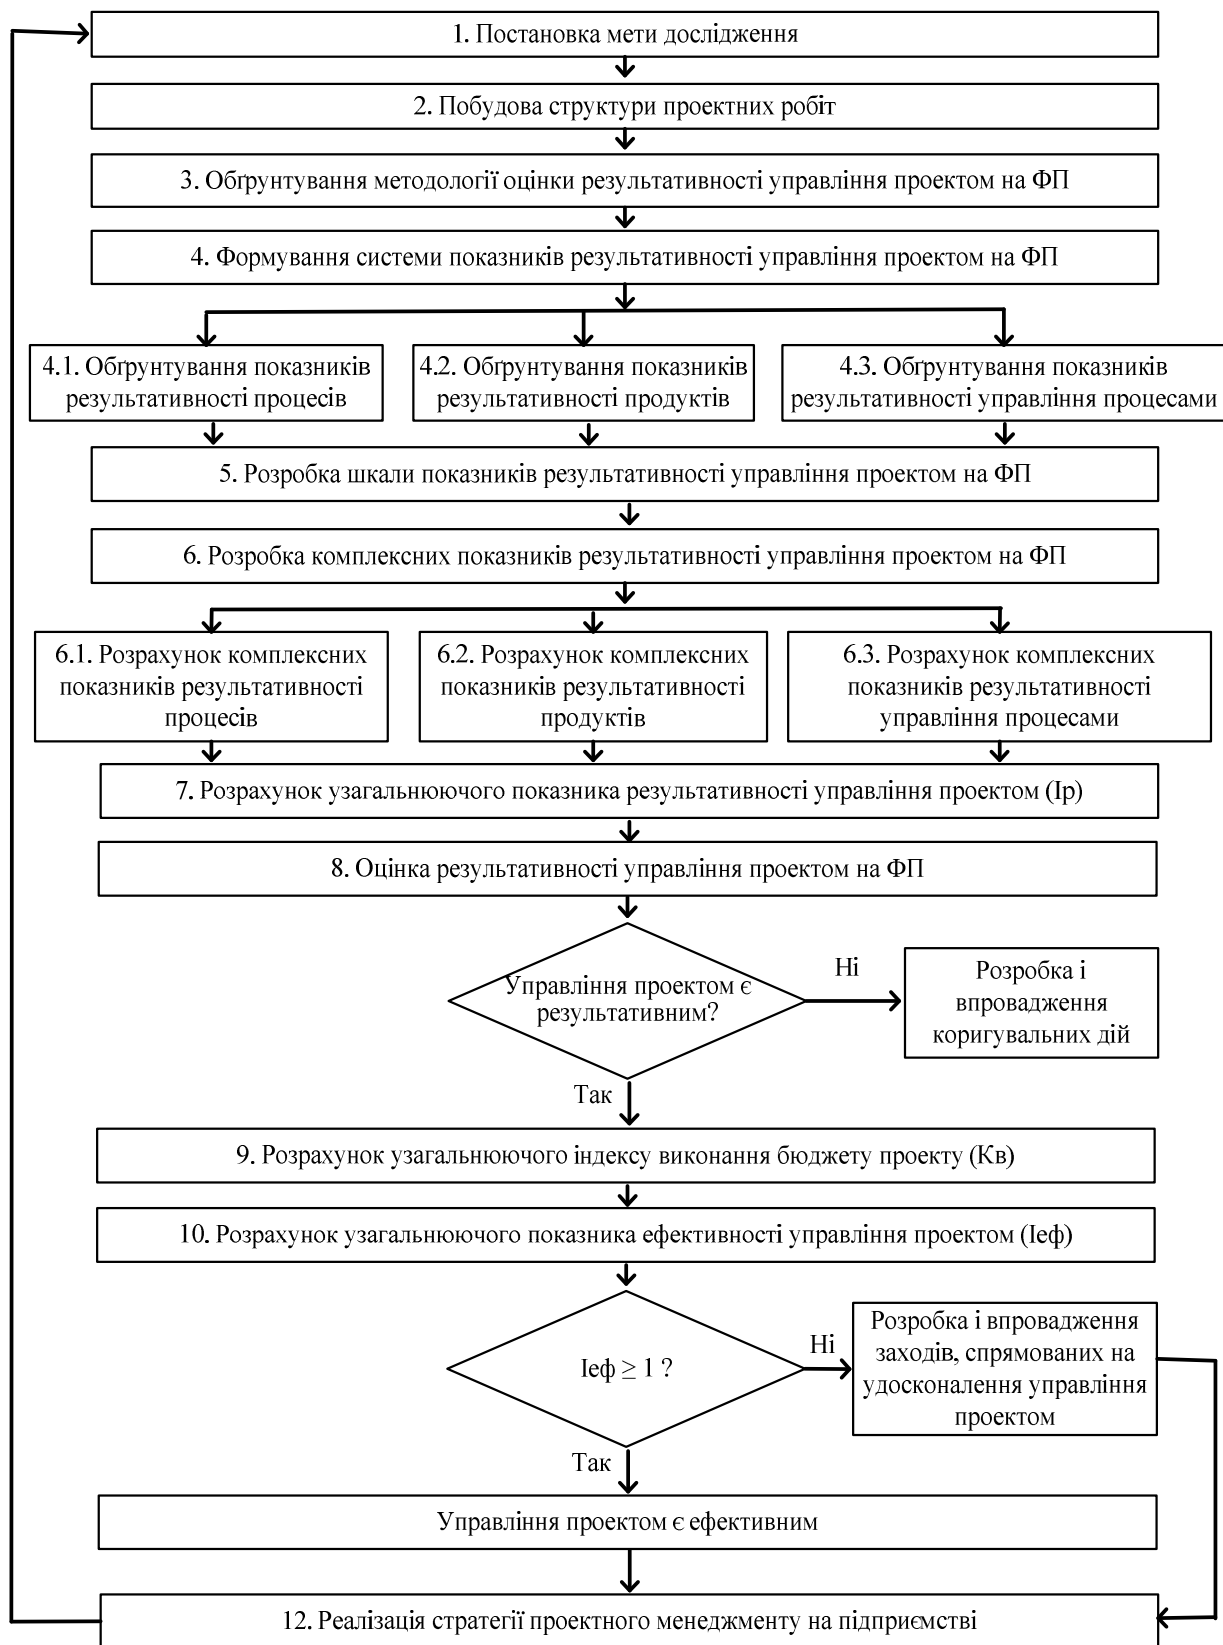 1. Постановка мети дослідження
2. Побудова структури проектних робіт
3. Обґрунтування методології оцінки результативності управління проектом на ФП
4. Формування системи показників результативності управління проектом на ФП
4.1. Обґрунтування показників
результативності процесів
4.2. Обґрунтування показників
результативності продуктів
4.3. Обґрунтування показників
результативності управління процесами
5. Розробка шкали показників результативності управління проектом на ФП
6. Розробка комплексних показників результативності управління проектом на ФП
6.1. Розрахунок комплексних
показників результативності
процесів
6.2. Розрахунок комплексних
показників результативності
продуктів
6.3. Розрахунок комплексних
показників результативності
управління процесами
7. Розрахунок узагальнюючого показника результативності управління проектом (Ір)
8. Оцінка результативності управління проектом на ФП
Управління проектом є
результативним?
Ні
Розробка і
впровадження
коригувальних дій
Так
9. Розрахунок узагальнюючого індексу виконання бюджету проекту (Кв)
10. Розрахунок узагальнюючого показника ефективності управління проектом (Іеф)
Іеф ≥ 1 ?
Ні
Розробка і впровадження
заходів, спрямованих на
удосконалення управління
проектом
Так
Управління проектом є ефективним
12. Реалізація стратегії проектного менеджменту на підприємстві